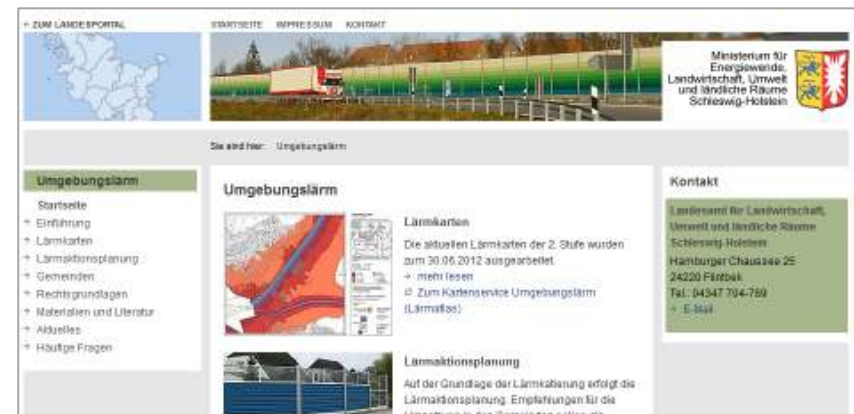 ZUM LANDESPORTAL
STARTSEITE IMPRESSUM KONTAKT
Ministerium für
Energiewende,
Landwirtschaft, Umwelt
und ländliche Räume
Schleswig-Holstein
Sie sind hier: Umgebungslärm
Umgebungslärm
Startseite
Einführung
Lärmkarten
Lärmaktionsplanung
Gemeinden
Rechtsgrundlagen
Materialien und Literatur
Aktuelles
Häufige Fragen
Umgebungslärm
Lärmkarten
Die aktuellen Lärmkarten der 2. Stufe wurden
zum 30.06.2012 ausgearbeitet.
mehr lesen
Zum Kartenservice Umgebungslärm
(Lärmatlas)
Lärmaktionsplanung
Auf der Grundlage der Lärmkartierung erfolgt die
Lärmaktionsplanung. Empfehlungen für die
Kontakt
Landesamt für Landwirtschaft,
Umwelt und ländliche Räume
Schleswig-Holstein
Hamburger Chaussee 25
24220 Flintbek
Tel.: 04347 704-759
E-Mail